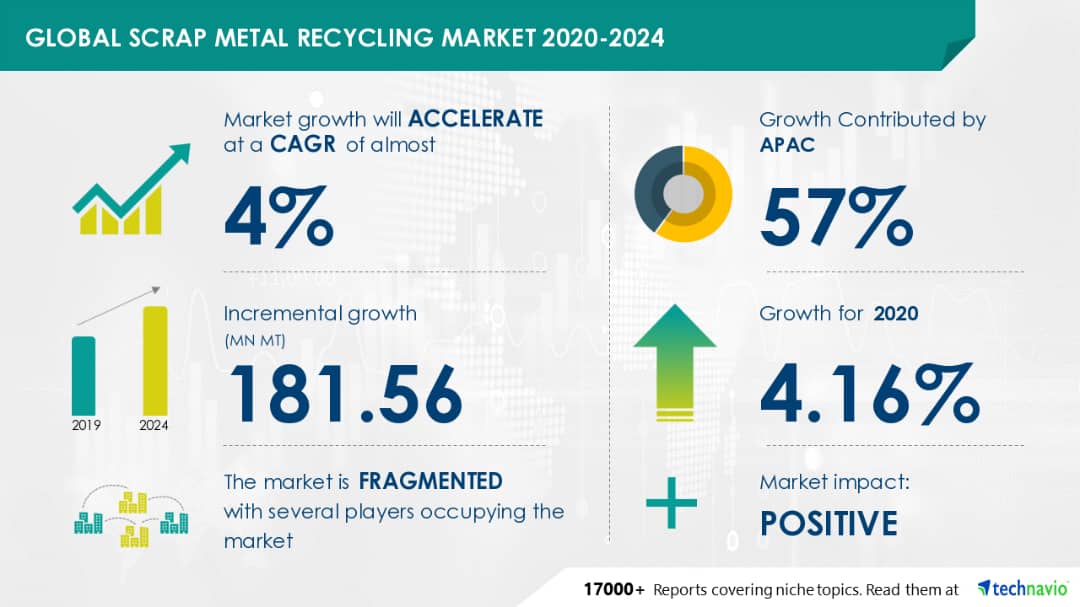 GLOBAL SCRAP METAL RECYCLING MARKET 2020-2024
Market growth will ACCELERATE
at a CAGR of almost
4%
Incremental growth
(MN MT)
181.56
2019 2024
The market is FRAGMENTED
with several players occupying the
market
Growth Contributed by
APAC
57%
Growth for 2020
4.16%
Market impact:
POSITIVE
17000+ Reports covering niche topics. Read them at technavio